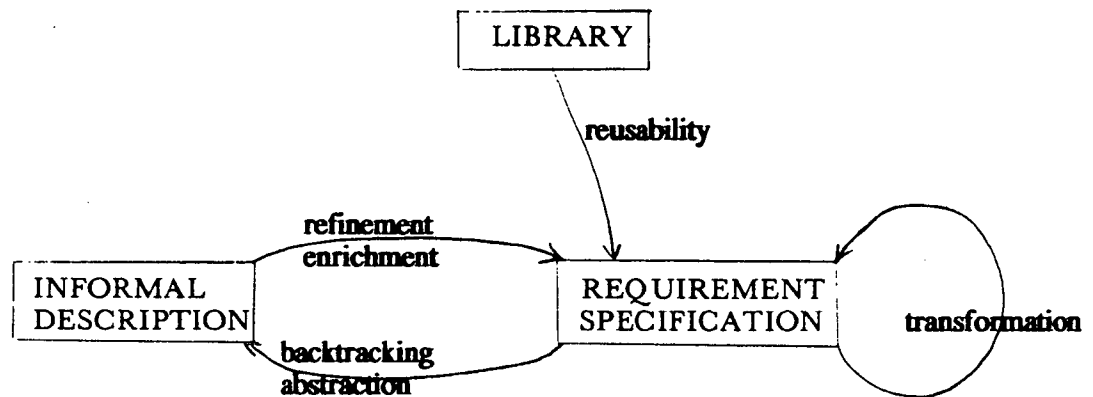 LIBRARY
reusability
refinement
enrichment
INFORMAL
DESCRIPTION
REQUIREMENT
SPECIFICATION
transformation
backtracking
abstraction